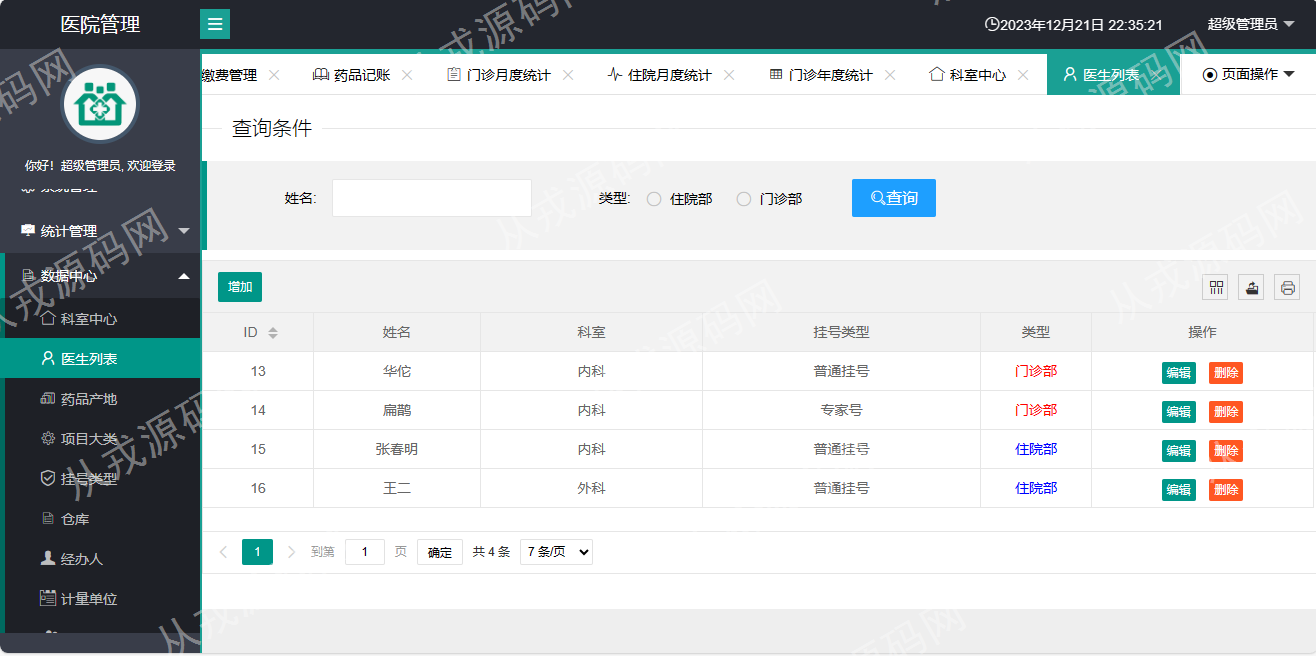 医院管理
2023年12月21日 22:35:21
超级管理员
缴费管理
药品记账
门诊月度统计
住院月度统计
门诊年度统计
科室中心
医生列表
页面操作
你好！超级管理员, 欢迎登录
系统管理
统计管理
数据中心
科室中心
医生列表
药品产地
项目大类
挂号类型
仓库
经办人
计量单位
查询条件
姓名:
类型: 住院部 门诊部
查询
增加
ID 姓名 科室 挂号类型 类型 操作
13 华佗 内科 普通挂号 门诊部 编辑 删除
14 扁鹊 内科 专家号 门诊部 编辑 删除
15 张春明 内科 普通挂号 住院部 编辑 删除
16 王二 外科 普通挂号 住院部 编辑 删除
1 到第 1 页 确定 共 4 条 7 条/页
从戎源码网